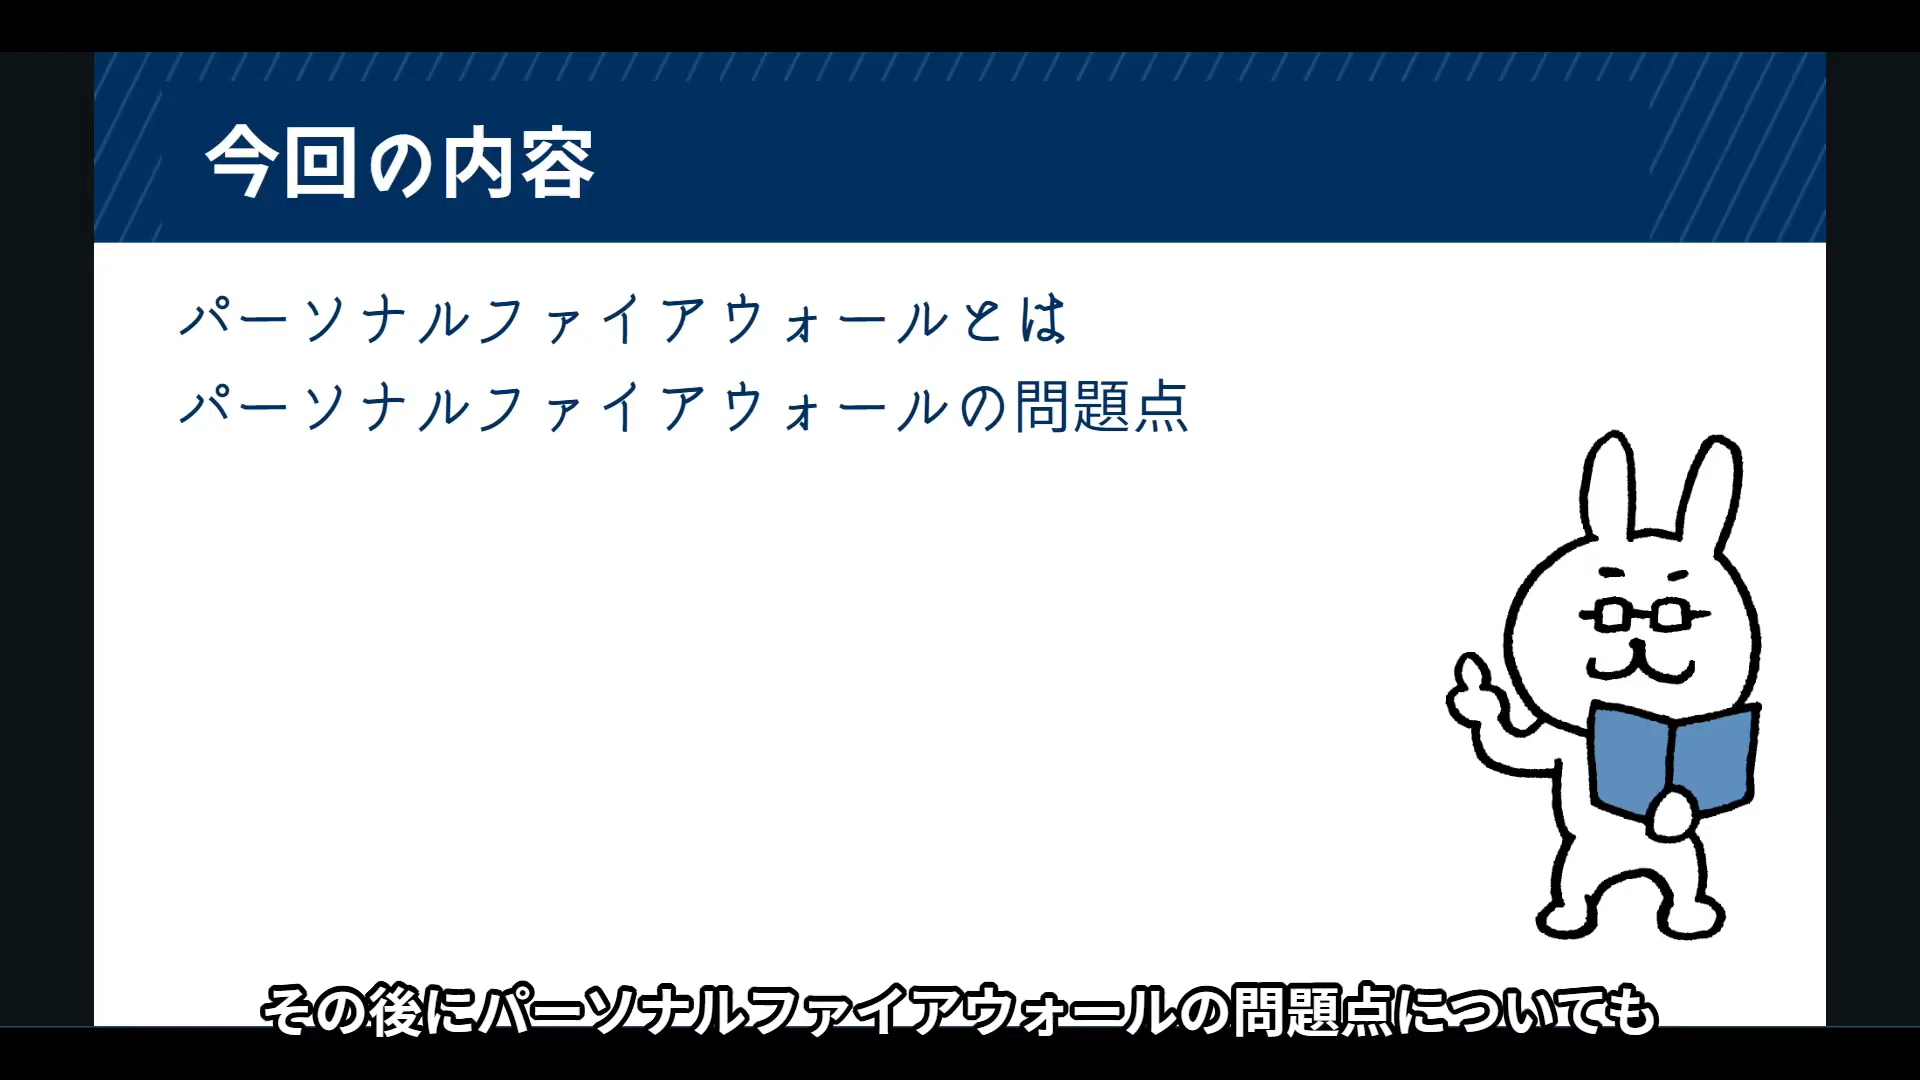 今回の内容
パーソナルファイアウォールとは
パーソナルファイアウォールの問題点
その後にパーソナルファイアウォールの問題点についても